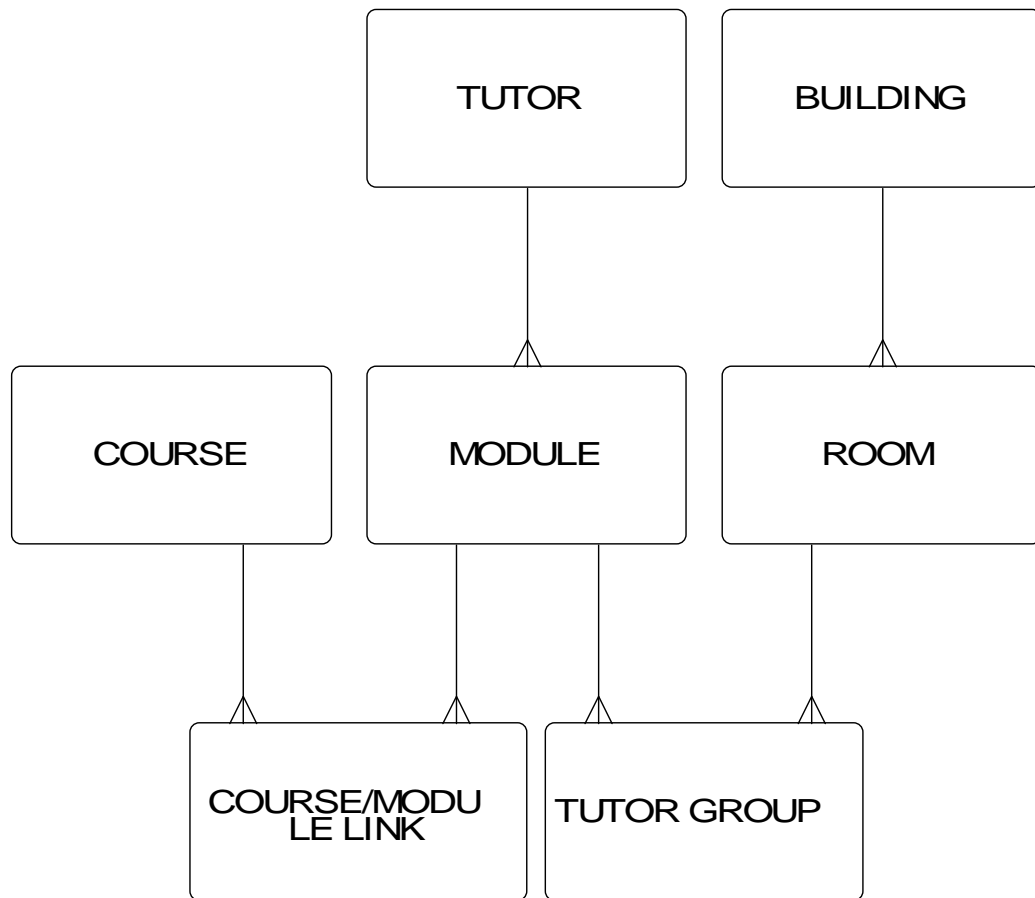 TUTOR
BUILDING
COURSE
MODULE
ROOM
COURSE/MODU
LE LINK
TUTOR GROUP